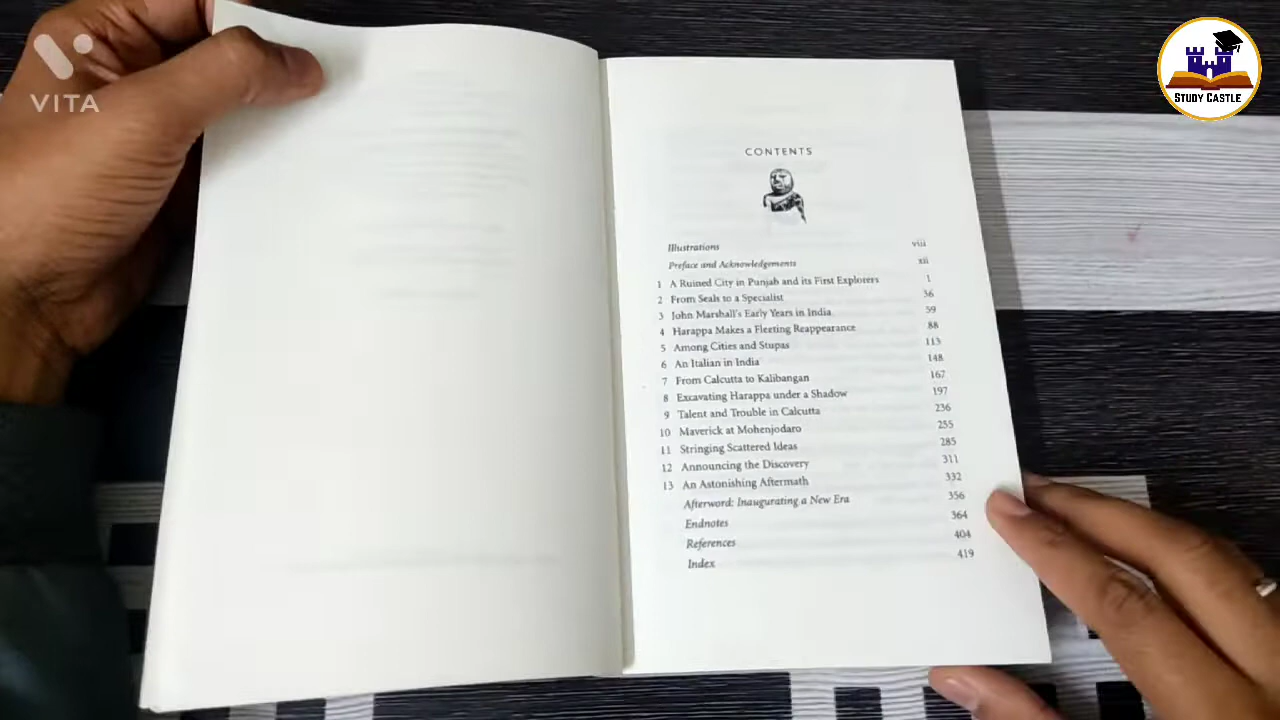 VITA
STUDY CASTLE
CONTENTS
Illustrations viii
Preface and Acknowledgements xii
1 A Ruined City in Punjab and its First Explorers 1
2 From Seals to a Specialist 36
3 John Marshall's Early Years in India 59
4 Harappa Makes a Fleeting Reappearance 88
5 Among Cities and Stupas 113
6 An Italian in India 148
7 From Calcutta to Kalibangan 167
8 Excavating Harappa under a Shadow 197
9 Talent and Trouble in Calcutta 236
10 Maverick at Mohenjodaro 255
11 Stringing Scattered Ideas 285
12 Announcing the Discovery 311
13 An Astonishing Aftermath 332
Afterword: Inaugurating a New Era 356
Endnotes 364
References 404
Index 419